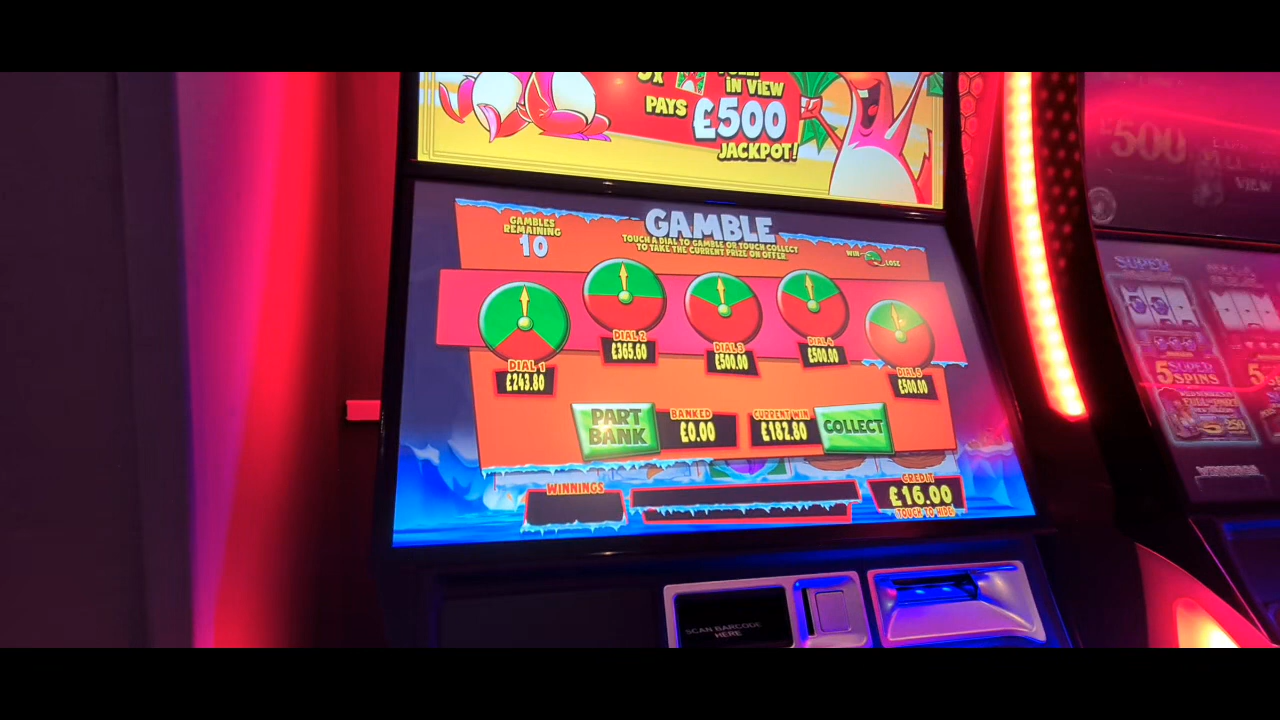 IN VIEW
PAYS £500
JACKPOT!
£500
VIEW
GAMBLES
REMAINING
10
GAMBLE
TOUCH A DIAL TO GAMBLE OR TOUCH COLLECT
TO TAKE THE CURRENT PRIZE ON OFFER.
WIN LOSE
DIAL 1
£243.80
DIAL 2
£365.60
DIAL 3
£500.00
DIAL 4
£500.00
DIAL 5
£500.00
PART
BANK
BANKED
£0.00
CURRENT WIN
£182.80
COLLECT
WINNINGS
CREDIT
£16.00
TOUCH TO HIDE!
SUPER
5 SPINS
SCAN BARCODE
HERE